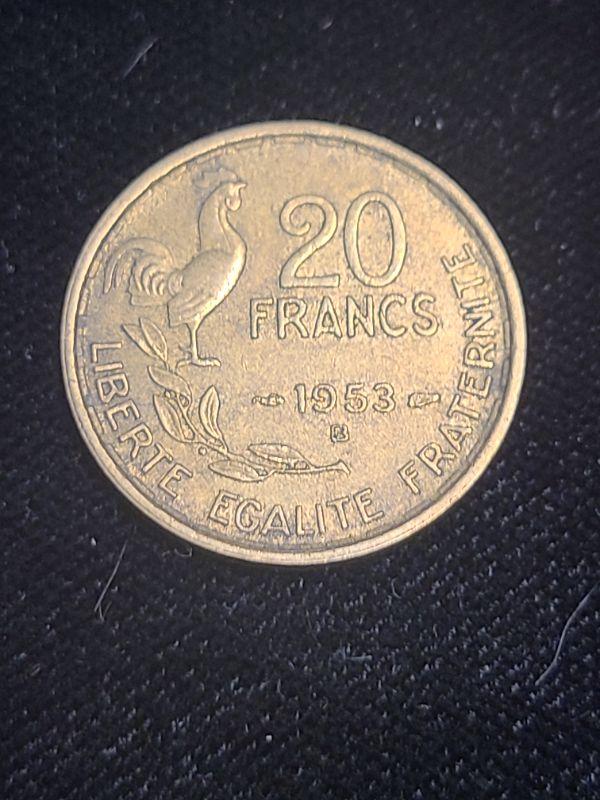 20
FRANCS
1953
B
LIBERTE EGALITE FRATERNITE